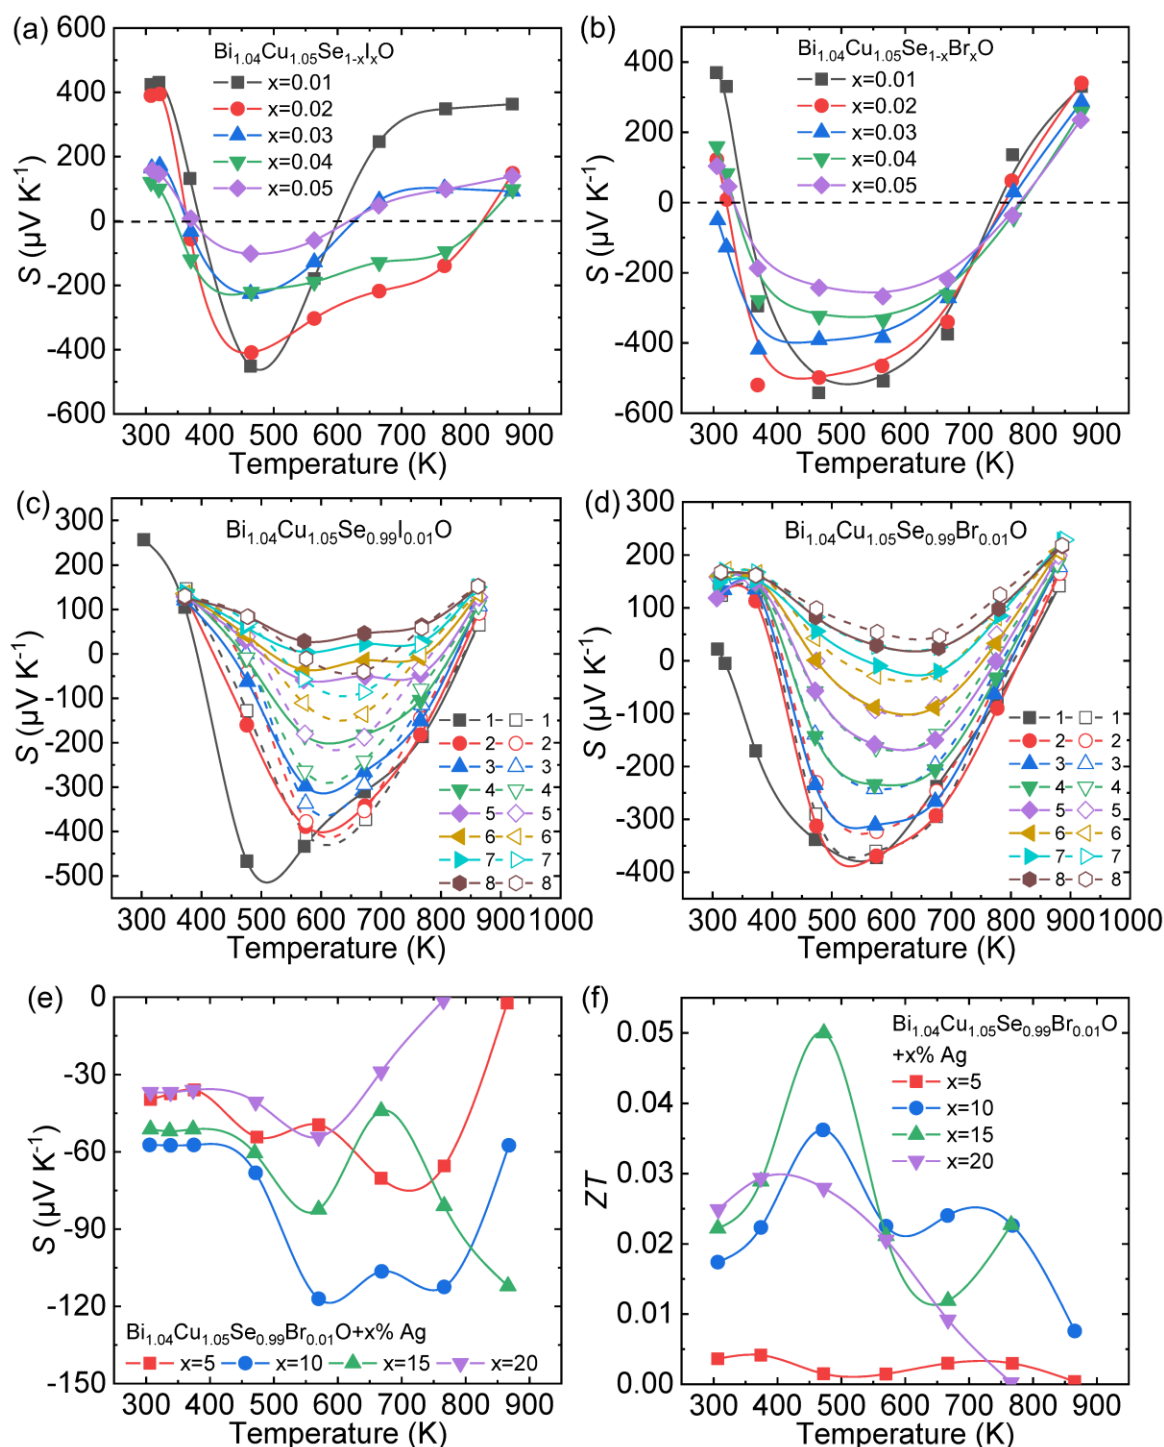 (a)
600
400
200
0
-200
-400
-600
S (µV K⁻¹)
Bi₁.₀₄Cu₁.₀₅Se₁₋ₓIₓO
x=0.01
x=0.02
x=0.03
x=0.04
x=0.05
300 400 500 600 700 800 900
Temperature (K)
(b)
400
200
0
-200
-400
-600
S (µV K⁻¹)
Bi₁.₀₄Cu₁.₀₅Se₁₋ₓBrₓO
x=0.01
x=0.02
x=0.03
x=0.04
x=0.05
300 400 500 600 700 800 900
Temperature (K)
(c)
300
200
100
0
-100
-200
-300
-400
-500
S (µV K⁻¹)
Bi₁.₀₄Cu₁.₀₅Se₀.₉₉I₀.₀₁O
1 1
2 2
3 3
4 4
5 5
6 6
7 7
8 8
300 400 500 600 700 800 900 1000
Temperature (K)
(d)
300
200
100
0
-100
-200
-300
-400
S (µV K⁻¹)
Bi₁.₀₄Cu₁.₀₅Se₀.₉₉Br₀.₀₁O
1 1
2 2
3 3
4 4
5 5
6 6
7 7
8 8
300 400 500 600 700 800 900 1000
Temperature (K)
(e)
0
-30
-60
-90
-120
-150
S (µV K⁻¹)
Bi₁.₀₄Cu₁.₀₅Se₀.₉₉Br₀.₀₁O+x% Ag
x=5 x=10 x=15 x=20
300 400 500 600 700 800 900
Temperature (K)
(f)
0.05
0.04
0.03
0.02
0.01
0.00
ZT
Bi₁.₀₄Cu₁.₀₅Se₀.₉₉Br₀.₀₁O
+x% Ag
x=5
x=10
x=15
x=20
300 400 500 600 700 800 900
Temperature (K)